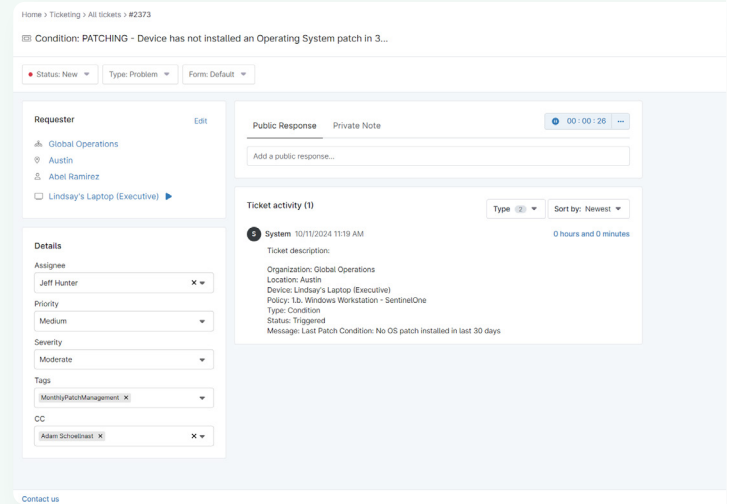 Home > Ticketing > All tickets > #2373
Condition: PATCHING - Device has not installed an Operating System patch in 3...
Status: New
Type: Problem
Form: Default
Requester
Edit
Global Operations
Austin
Abel Ramirez
Lindsay's Laptop (Executive)
Details
Assignee
Jeff Hunter
Priority
Medium
Severity
Moderate
Tags
MonthlyPatchManagement
CC
Adam Schoellnast
Public Response
Private Note
00 : 00 : 26
...
Add a public response...
Ticket activity (1)
Type 2
Sort by: Newest
S System 10/11/2024 11:19 AM
0 hours and 0 minutes
Ticket description:
Organization: Global Operations
Location: Austin
Device: Lindsay's Laptop (Executive)
Policy: 1.b. Windows Workstation - SentinelOne
Type: Condition
Status: Triggered
Message: Last Patch Condition: No OS patch installed in last 30 days
Contact us